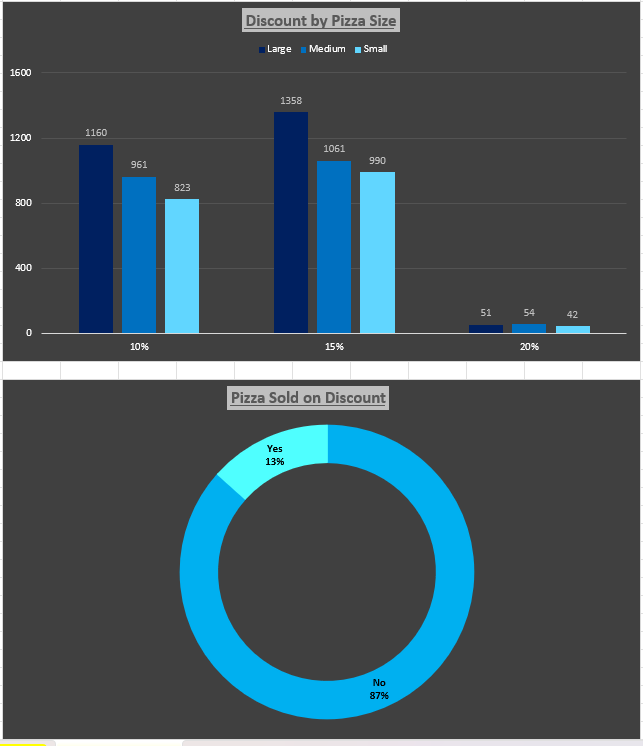 Discount by Pizza Size
Large Medium Small
1600
1200
800
400
0
1160
961
823
1358
1061
990
51
54
42
10% 15% 20%
Pizza Sold on Discount
Yes
13%
No
87%